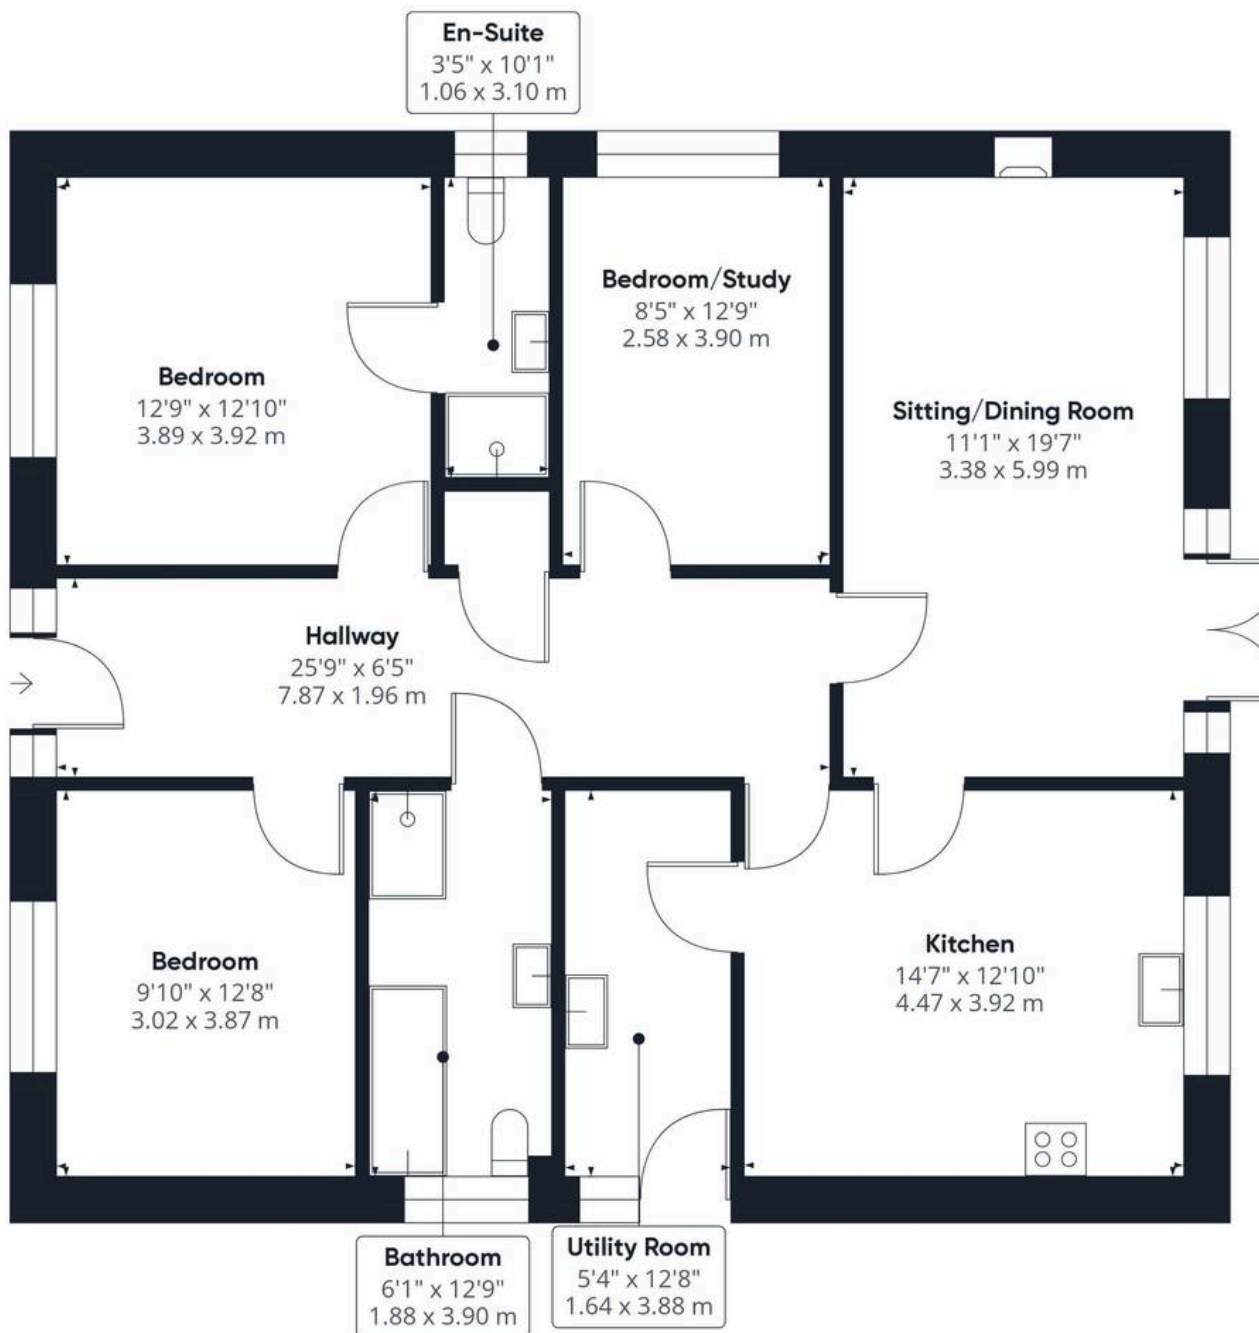 En-Suite
3'5" x 10'1"
1.06 x 3.10 m
Bedroom/Study
8'5" x 12'9"
2.58 x 3.90 m
Bedroom
12'9" x 12'10"
3.89 x 3.92 m
Sitting/Dining Room
11'1" x 19'7"
3.38 x 5.99 m
Hallway
25'9" x 6'5"
7.87 x 1.96 m
Bedroom
9'10" x 12'8"
3.02 x 3.87 m
Kitchen
14'7" x 12'10"
4.47 x 3.92 m
Bathroom
6'1" x 12'9"
1.88 x 3.90 m
Utility Room
5'4" x 12'8"
1.64 x 3.88 m